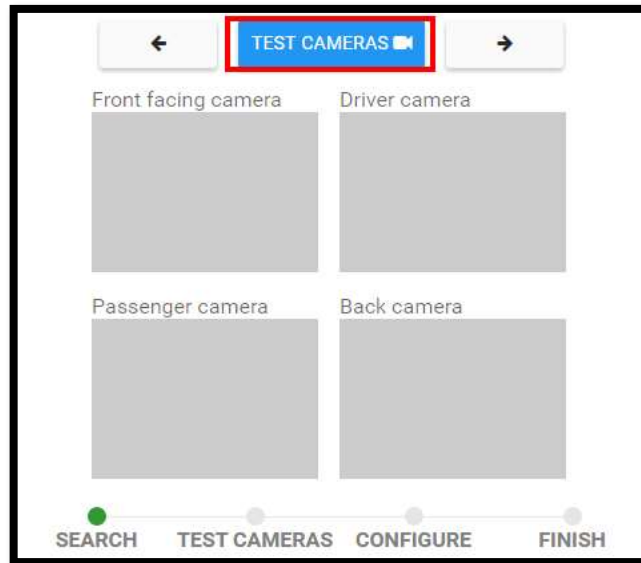 TEST CAMERAS
Front facing camera Driver camera
Passenger camera Back camera
SEARCH TEST CAMERAS CONFIGURE FINISH